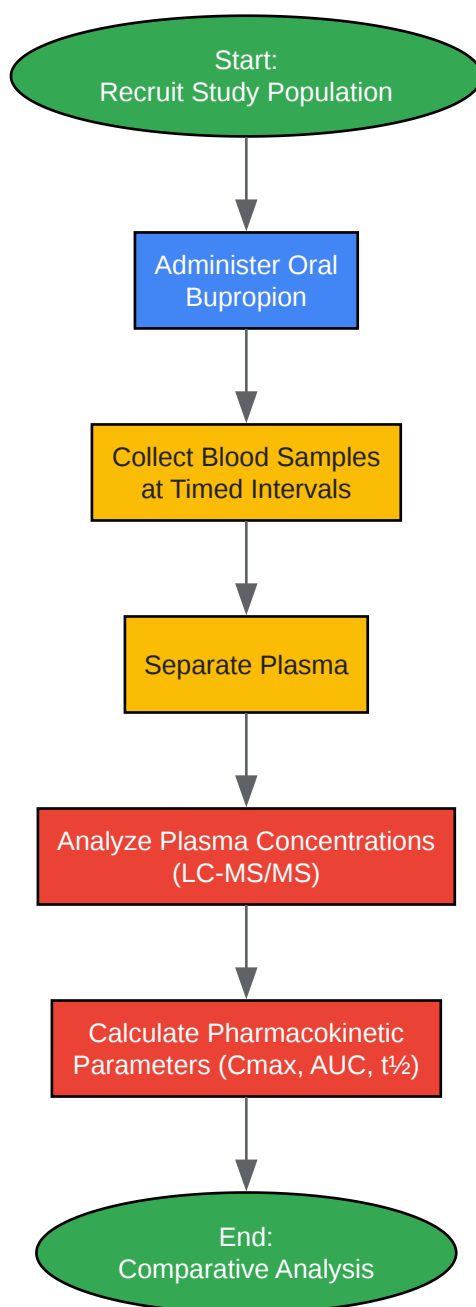 Start:
Recruit Study Population
Administer Oral
Bupropion
Collect Blood Samples
at Timed Intervals
Separate Plasma
Analyze Plasma Concentrations
(LC-MS/MS)
Calculate Pharmacokinetic
Parameters (Cmax, AUC, t½)
End:
Comparative Analysis